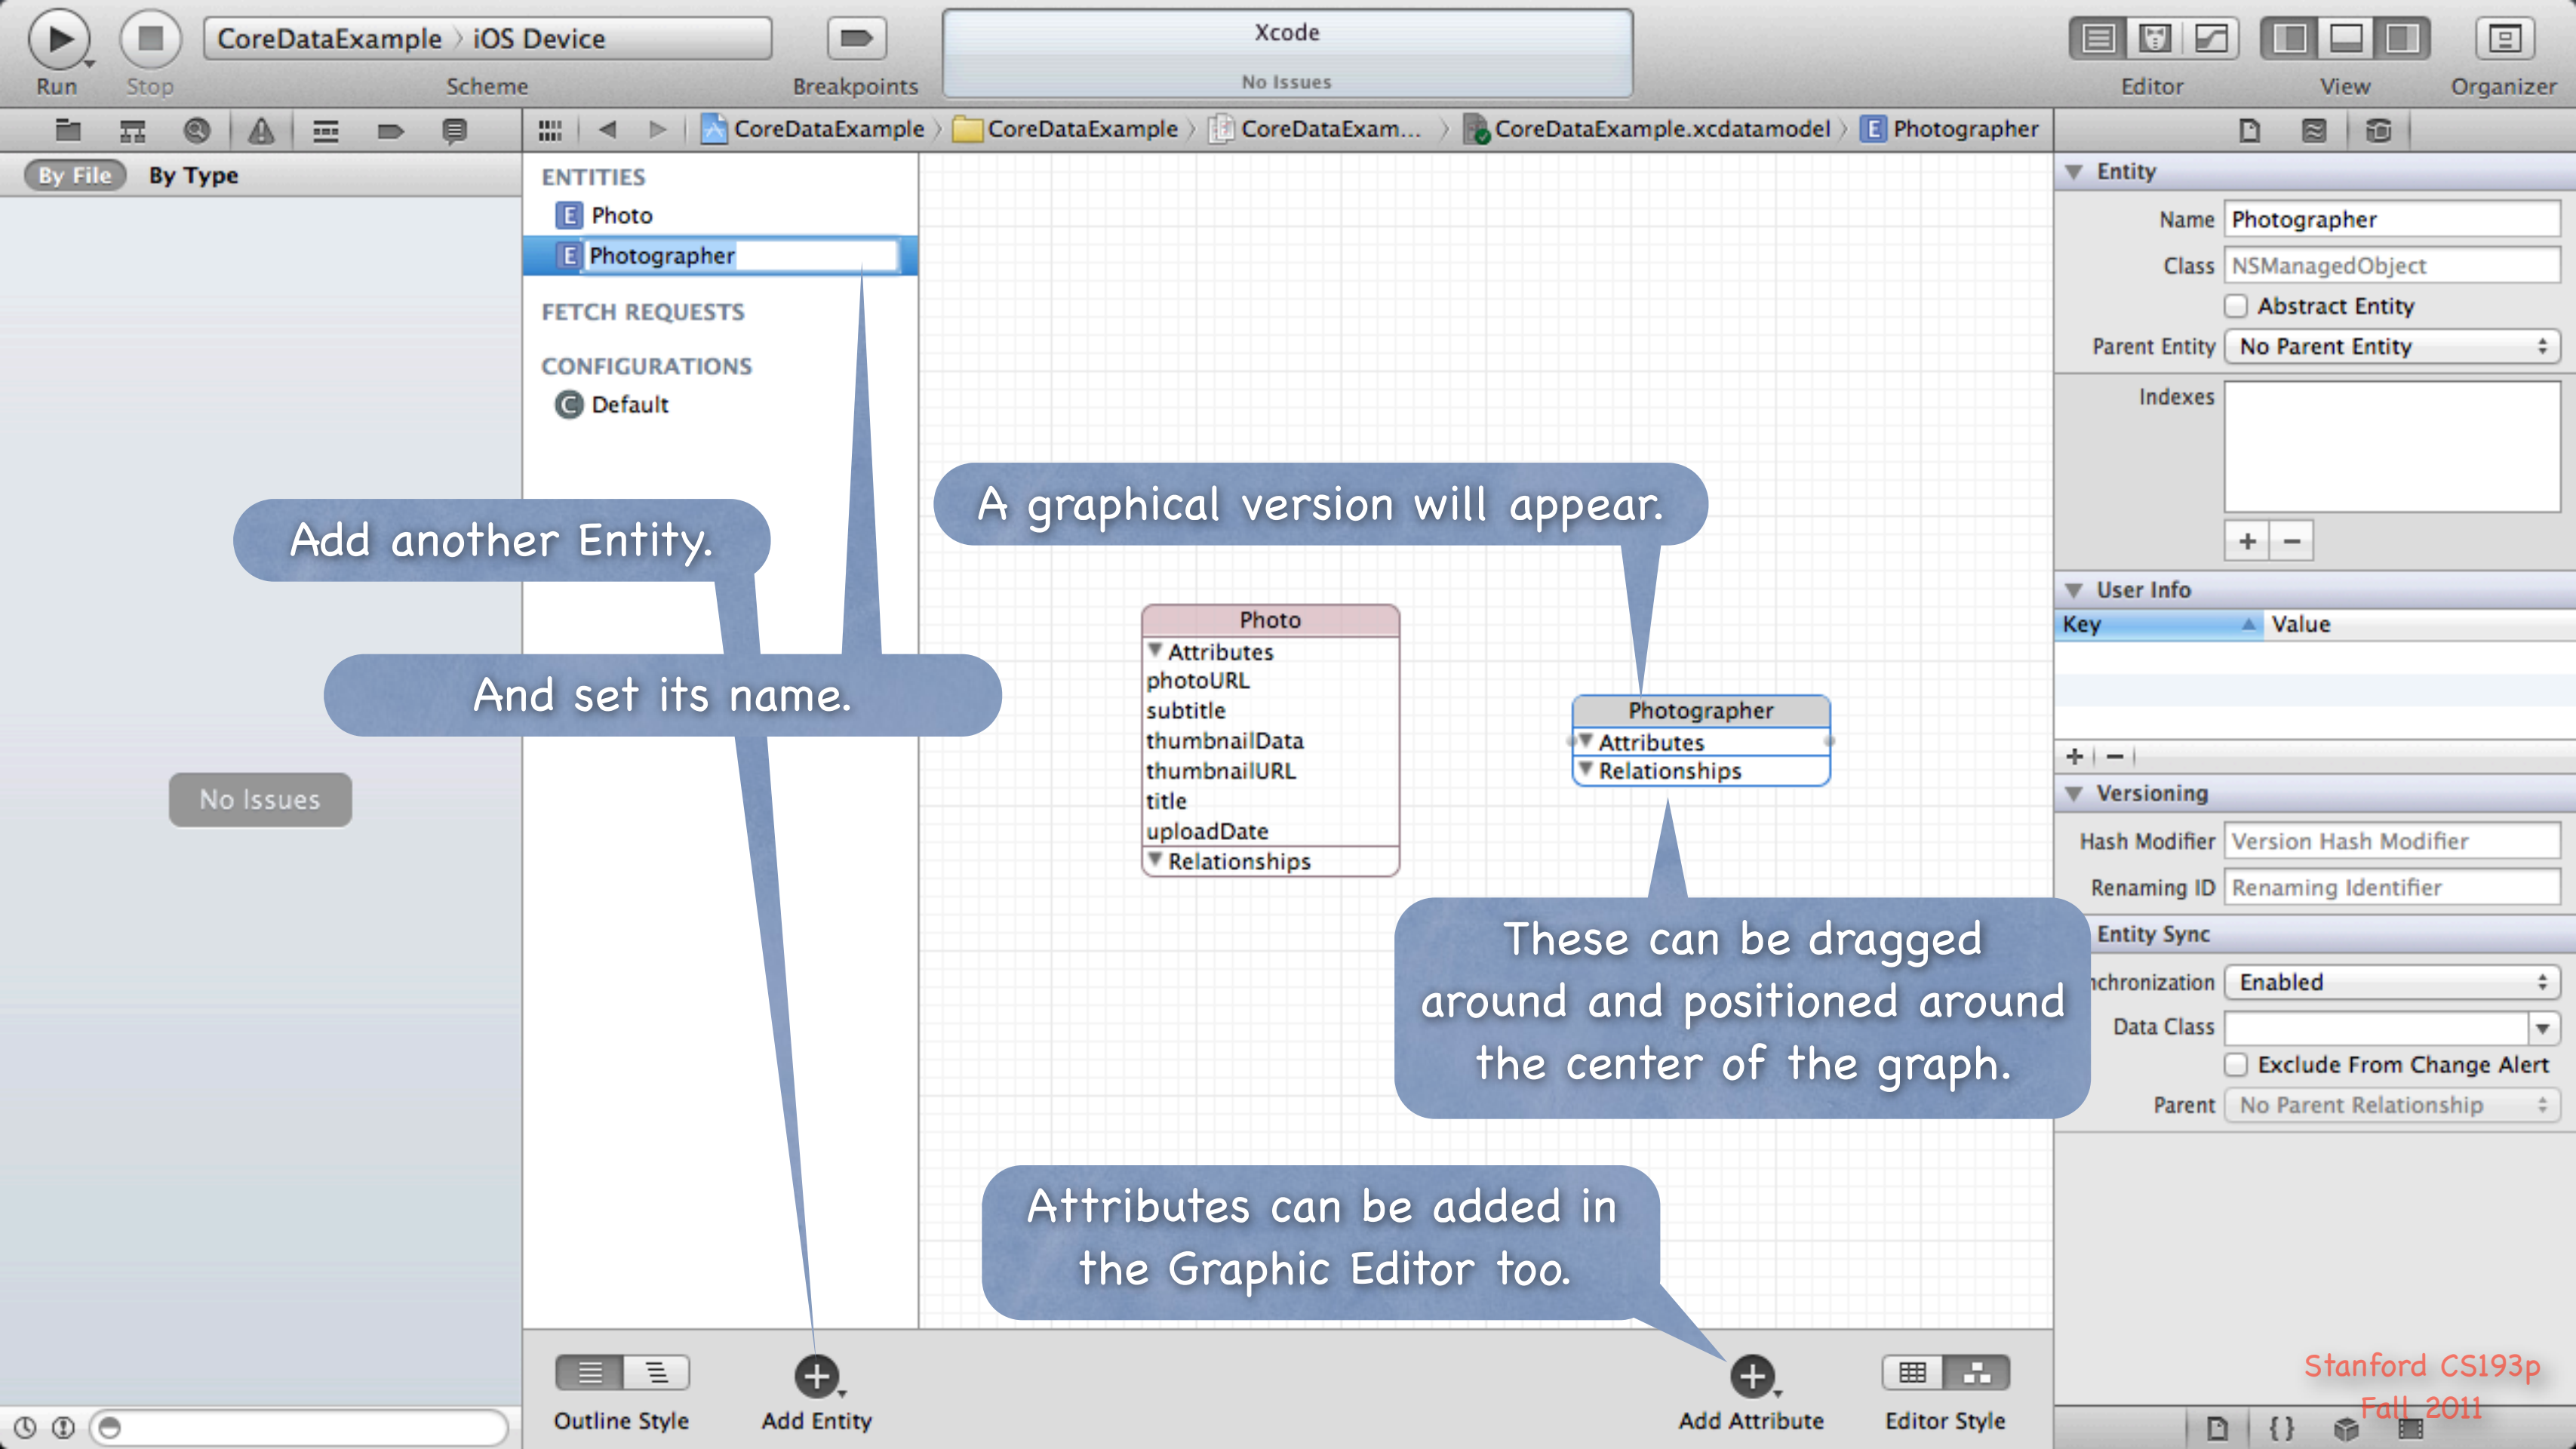 CoreDataExample
iOS Device
Xcode
No Issues
Run
Stop
Scheme
Breakpoints
Editor
View
Organizer
CoreDataExample
CoreDataExample
CoreDataExam...
CoreDataExample.xcdatamodel
E Photographer
By File
By Type
ENTITIES
E Photo
E Photographer
FETCH REQUESTS
CONFIGURATIONS
C Default
Add another Entity.
And set its name.
No Issues
A graphical version will appear.
Photo
Attributes
photoURL
subtitle
thumbnailData
thumbnailURL
title
uploadDate
Relationships
Photographer
Attributes
Relationships
These can be dragged
around and positioned around
the center of the graph.
Attributes can be added in
the Graphic Editor too.
Outline Style
Add Entity
Add Attribute
Editor Style
Entity
Name Photographer
Class NSManagedObject
Abstract Entity
Parent Entity No Parent Entity
Indexes
+ −
User Info
Key Value
+ −
Versioning
Hash Modifier Version Hash Modifier
Renaming ID Renaming Identifier
Entity Sync
nchronization Enabled
Data Class
Exclude From Change Alert
Parent No Parent Relationship
Stanford CS193p
Fall 2011
{}